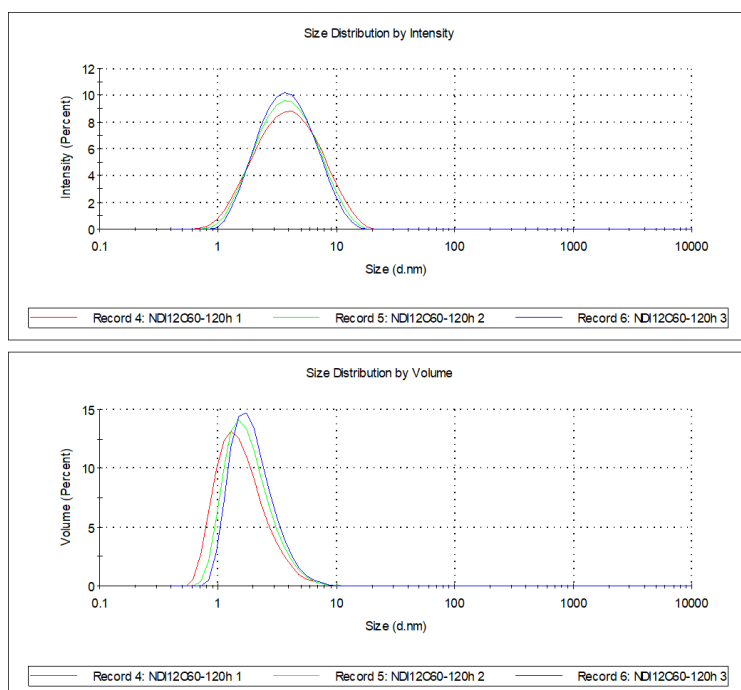 Size Distribution by Intensity
12
10
8
6
4
2
0
0.1 1 10 100 1000 10000
Intensity (Percent)
Size (d.nm)
Record 4: NDI12C60-120h 1 Record 5: NDI12C60-120h 2 Record 6: NDI12C60-120h 3
Size Distribution by Volume
15
10
5
0
0.1 1 10 100 1000 10000
Volume (Percent)
Size (d.nm)
Record 4: NDI12C60-120h 1 Record 5: NDI12C60-120h 2 Record 6: NDI12C60-120h 3